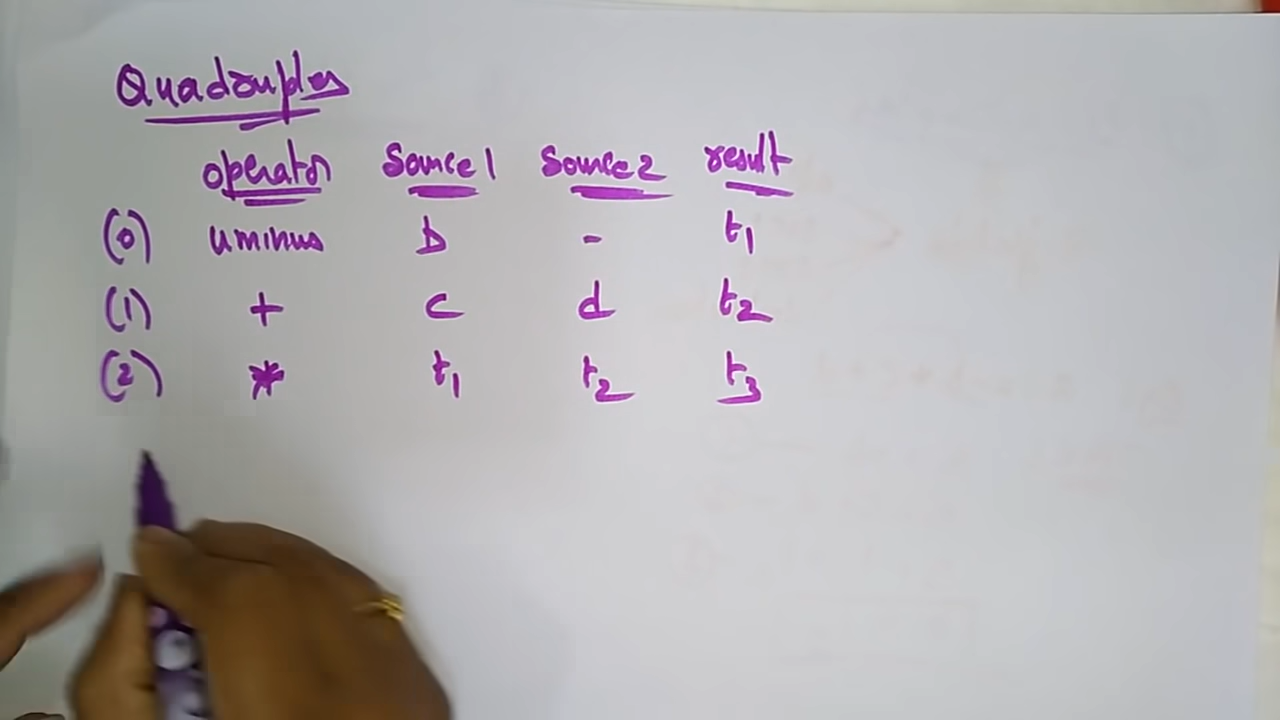 Quadruples
operator Source1 Source2 result
(0) uminus b - t1
(1) + c d t2
(2) * t1 t2 t3